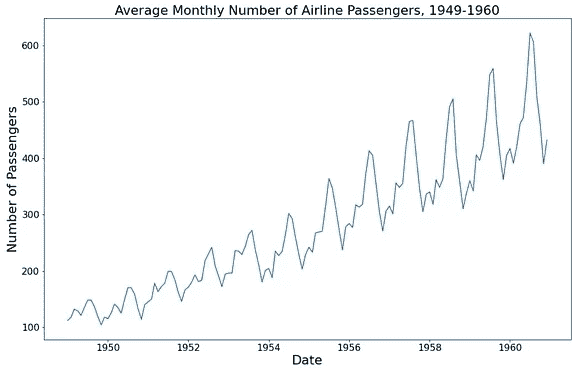 Average Monthly Number of Airline Passengers, 1949-1960
Number of Passengers
600
500
400
300
200
100
1950 1952 1954 1956 1958 1960
Date